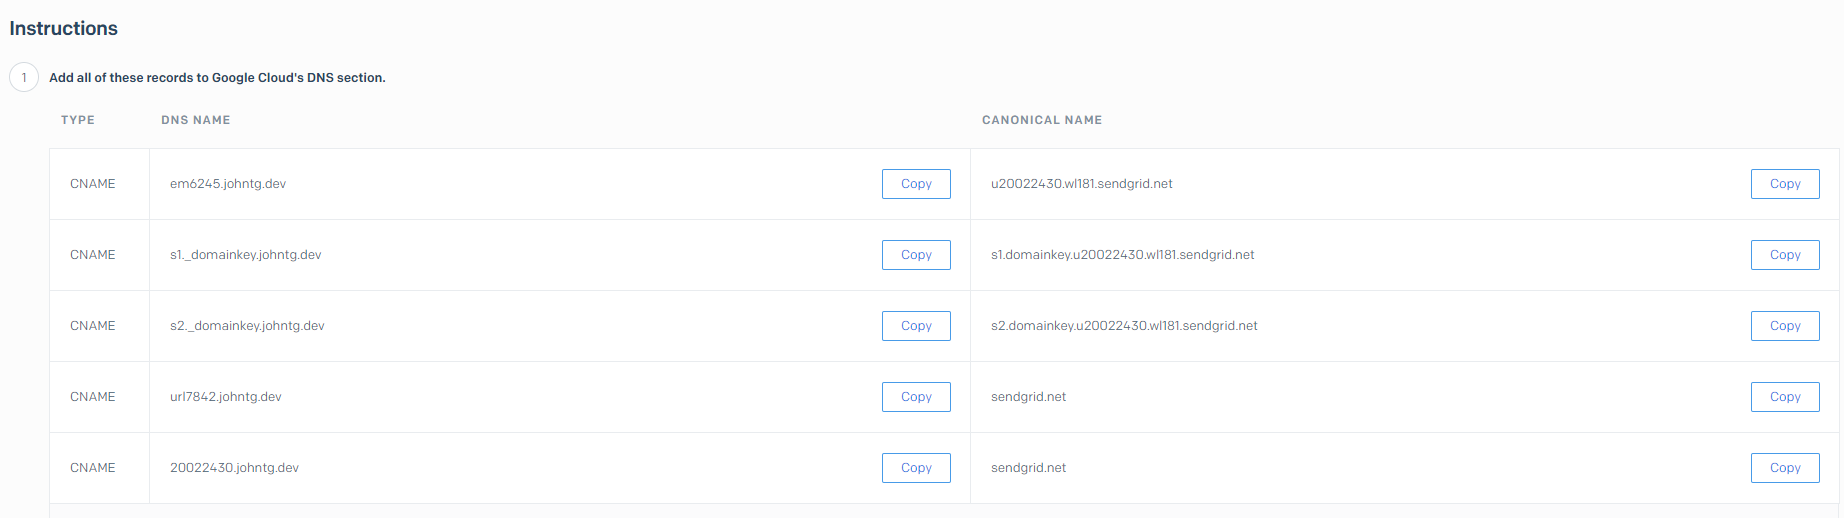 Instructions
1 Add all of these records to Google Cloud's DNS section.
TYPE DNS NAME CANONICAL NAME
CNAME em6245.johntg.dev Copy u20022430.wl181.sendgrid.net Copy
CNAME s1._domainkey.johntg.dev Copy s1.domainkey.u20022430.wl181.sendgrid.net Copy
CNAME s2._domainkey.johntg.dev Copy s2.domainkey.u20022430.wl181.sendgrid.net Copy
CNAME url7842.johntg.dev Copy sendgrid.net Copy
CNAME 20022430.johntg.dev Copy sendgrid.net Copy